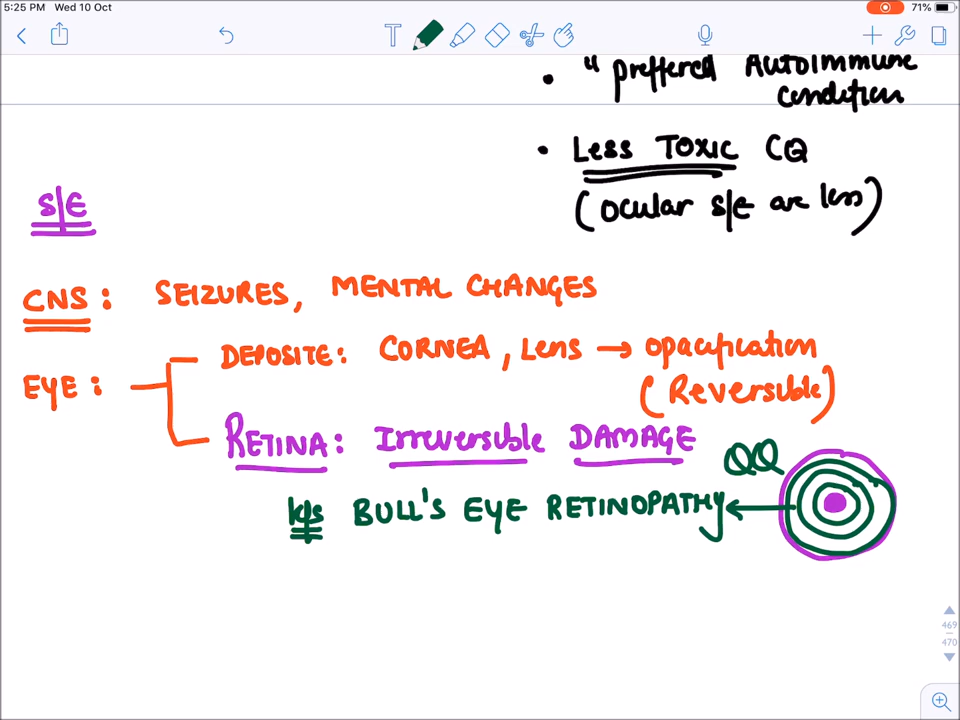 5:25 PM Wed 10 Oct
71%
T
" preffered AutoImmune
condition
• Less Toxic CQ
(ocular s/e are less)
S/E
CNS : SEIZURES, MENTAL CHANGES
EYE :
DEPOSITE : CORNEA, Lens → opacification
(Reversible)
RETINA : Irreversible DAMAGE
QQ
k/s BULL'S EYE RETINOPATHY
469
470